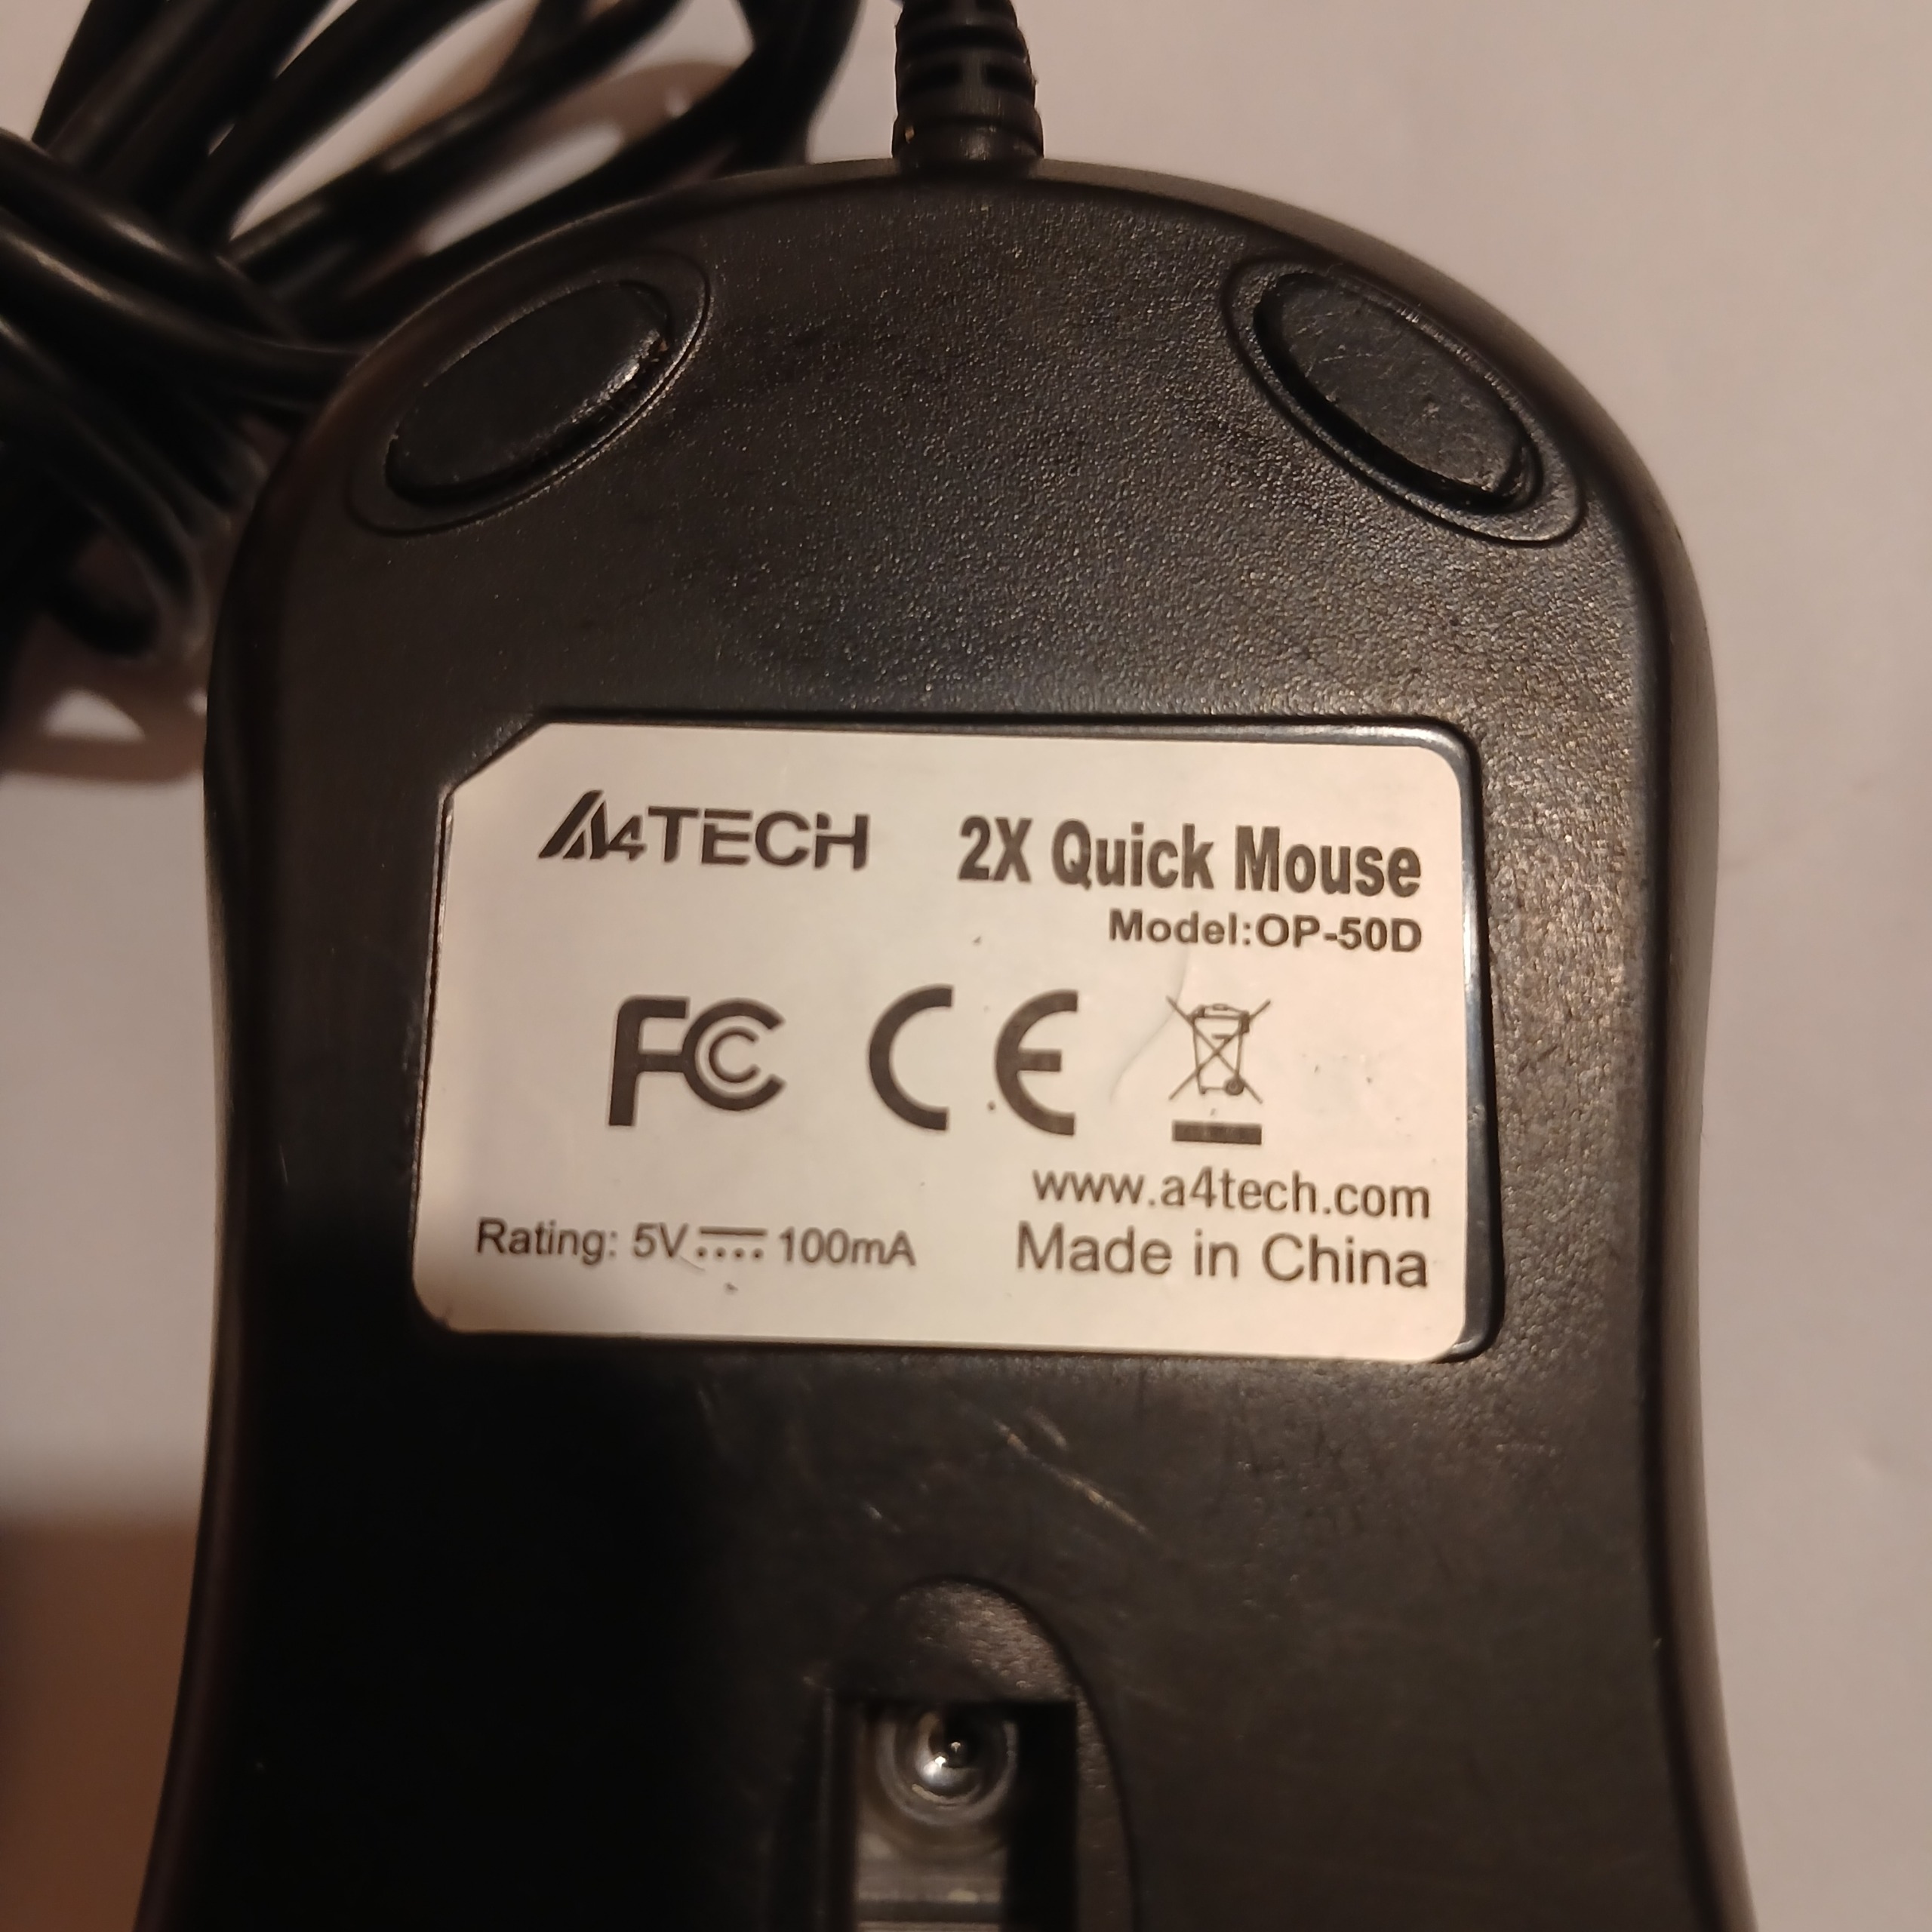 A4TECH 2X Quick Mouse
Model:OP-50D
FC CE
www.a4tech.com
Rating: 5V 100mA Made in China